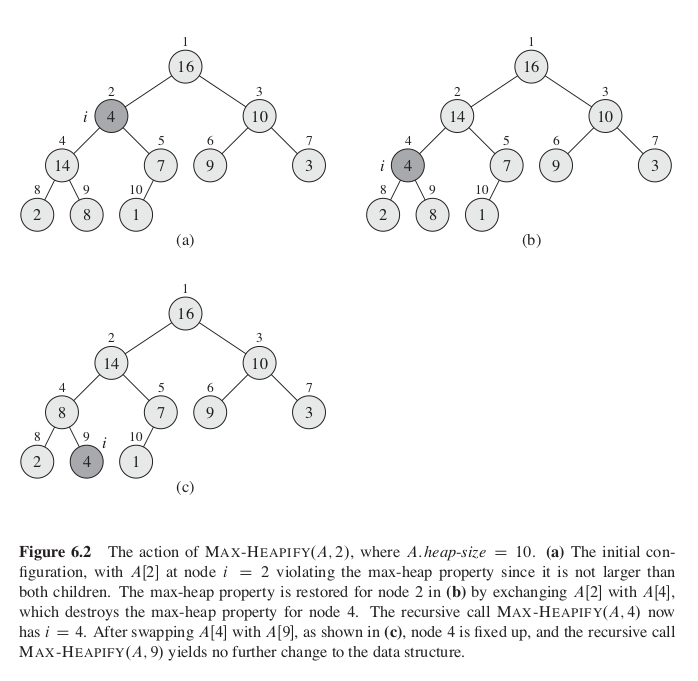 1
16
2 3
i 4 10
4 5 6 7
14 7 9 3
8 9 10
2 8 1
(a)
1
16
2 3
14 10
4 5 6 7
i 4 7 9 3
8 9 10
2 8 1
(b)
1
16
2 3
14 10
4 5 6 7
8 7 9 3
8 9 i 10
2 4 1
(c)
Figure 6.2 The action of MAX-HEAPIFY(A, 2), where A.heap-size = 10. (a) The initial con-
figuration, with A[2] at node i = 2 violating the max-heap property since it is not larger than
both children. The max-heap property is restored for node 2 in (b) by exchanging A[2] with A[4],
which destroys the max-heap property for node 4. The recursive call MAX-HEAPIFY(A, 4) now
has i = 4. After swapping A[4] with A[9], as shown in (c), node 4 is fixed up, and the recursive call
MAX-HEAPIFY(A, 9) yields no further change to the data structure.